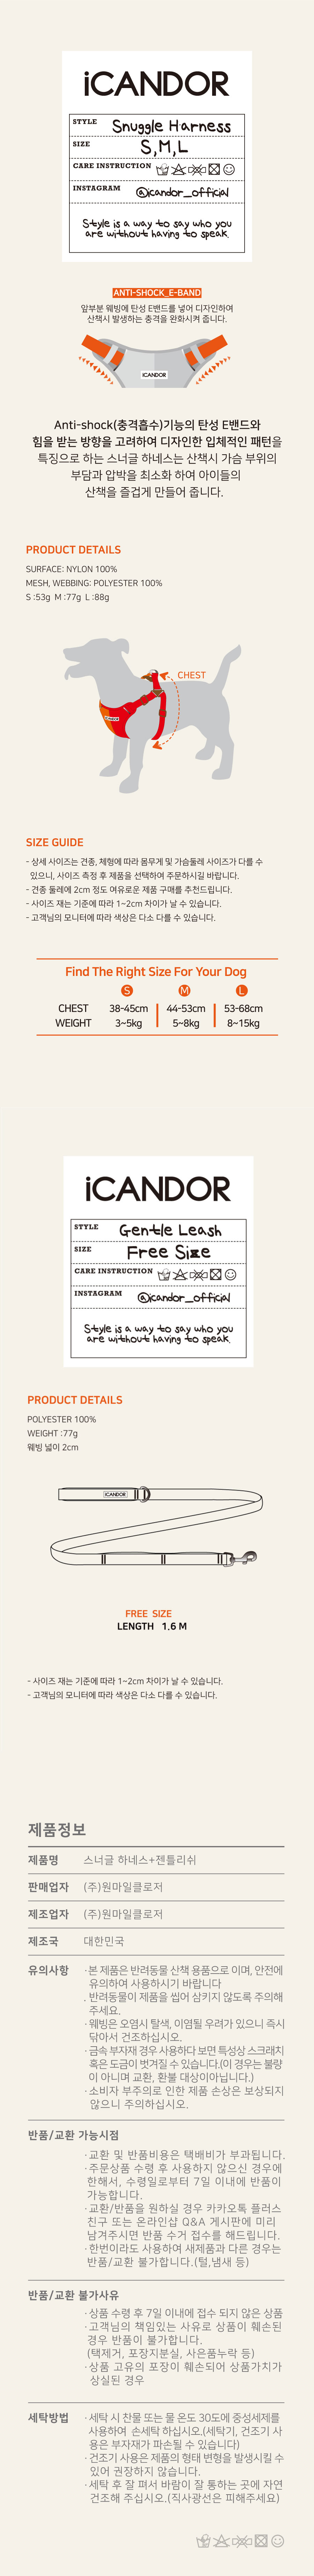 iCANDOR
STYLE Snuggle Harness
SIZE S,M,L
CARE INSTRUCTION
INSTAGRAM @icandor_official
Style is a way to say who you
are without having to speak.
ANTI-SHOCK_E-BAND
앞부분 웨빙에 탄성 E밴드를 넣어 디자인하여
산책시 발생하는 충격을 완화시켜 줍니다.
iCANDOR
Anti-shock(충격흡수)기능의 탄성 E밴드와
힘을 받는 방향을 고려하여 디자인한 입체적인 패턴을
특징으로 하는 스너글 하네스는 산책시 가슴 부위의
부담과 압박을 최소화 하여 아이들의
산책을 즐겁게 만들어 줍니다.
PRODUCT DETAILS
SURFACE: NYLON 100%
MESH, WEBBING: POLYESTER 100%
S :53g M :77g L :88g
CHEST
SIZE GUIDE
- 상세 사이즈는 견종, 체형에 따라 몸무게 및 가슴둘레 사이즈가 다를 수
있으니, 사이즈 측정 후 제품을 선택하여 주문하시길 바랍니다.
- 견종 둘레에 2cm 정도 여유로운 제품 구매를 추천드립니다.
- 사이즈 재는 기준에 따라 1~2cm 차이가 날 수 있습니다.
- 고객님의 모니터에 따라 색상은 다소 다를 수 있습니다.
Find The Right Size For Your Dog
S M L
CHEST 38-45cm 44-53cm 53-68cm
WEIGHT 3~5kg 5~8kg 8~15kg
iCANDOR
STYLE Gentle Leash
SIZE Free Size
CARE INSTRUCTION
INSTAGRAM @icandor_official
Style is a way to say who you
are without having to speak.
PRODUCT DETAILS
POLYESTER 100%
WEIGHT :77g
웨빙 넓이 2cm
iCANDOR
FREE SIZE
LENGTH 1.6 M
- 사이즈 재는 기준에 따라 1~2cm 차이가 날 수 있습니다.
- 고객님의 모니터에 따라 색상은 다소 다를 수 있습니다.
제품정보
제품명 스너글 하네스+젠틀리쉬
판매업자 (주)원마일클로저
제조업자 (주)원마일클로저
제조국 대한민국
유의사항 · 본 제품은 반려동물 산책 용품으로 이며, 안전에
유의하여 사용하시기 바랍니다
. 반려동물이 제품을 씹어 삼키지 않도록 주의해
주세요.
· 웨빙은 오염시 탈색, 이염될 우려가 있으니 즉시
닦아서 건조하십시오.
· 금속 부자재 경우 사용하다 보면 특성상 스크래치
혹은 도금이 벗겨질 수 있습니다.(이 경우는 불량
이 아니며 교환, 환불 대상이아닙니다.)
· 소비자 부주의로 인한 제품 손상은 보상되지
않으니 주의하십시오.
반품/교환 가능시점
· 교환 및 반품비용은 택배비가 부과됩니다.
· 주문상품 수령 후 사용하지 않으신 경우에
한해서, 수령일로부터 7일 이내에 반품이
가능합니다.
· 교환/반품을 원하실 경우 카카오톡 플러스
친구 또는 온라인샵 Q&A 게시판에 미리
남겨주시면 반품 수거 접수를 해드립니다.
· 한번이라도 사용하여 새제품과 다른 경우는
반품/교환 불가합니다.(털,냄새 등)
반품/교환 불가사유
· 상품 수령 후 7일 이내에 접수 되지 않은 상품
· 고객님의 책임있는 사유로 상품이 훼손된
경우 반품이 불가합니다.
(택제거, 포장지분실, 사은품누락 등)
· 상품 고유의 포장이 훼손되어 상품가치가
상실된 경우
세탁방법 · 세탁 시 찬물 또는 물 온도 30도에 중성세제를
사용하여 손세탁 하십시오.(세탁기, 건조기 사
용은 부자재가 파손될 수 있습니다)
· 건조기 사용은 제품의 형태 변형을 발생시킬 수
있어 권장하지 않습니다.
· 세탁 후 잘 펴서 바람이 잘 통하는 곳에 자연
건조해 주십시오.(직사광선은 피해주세요)